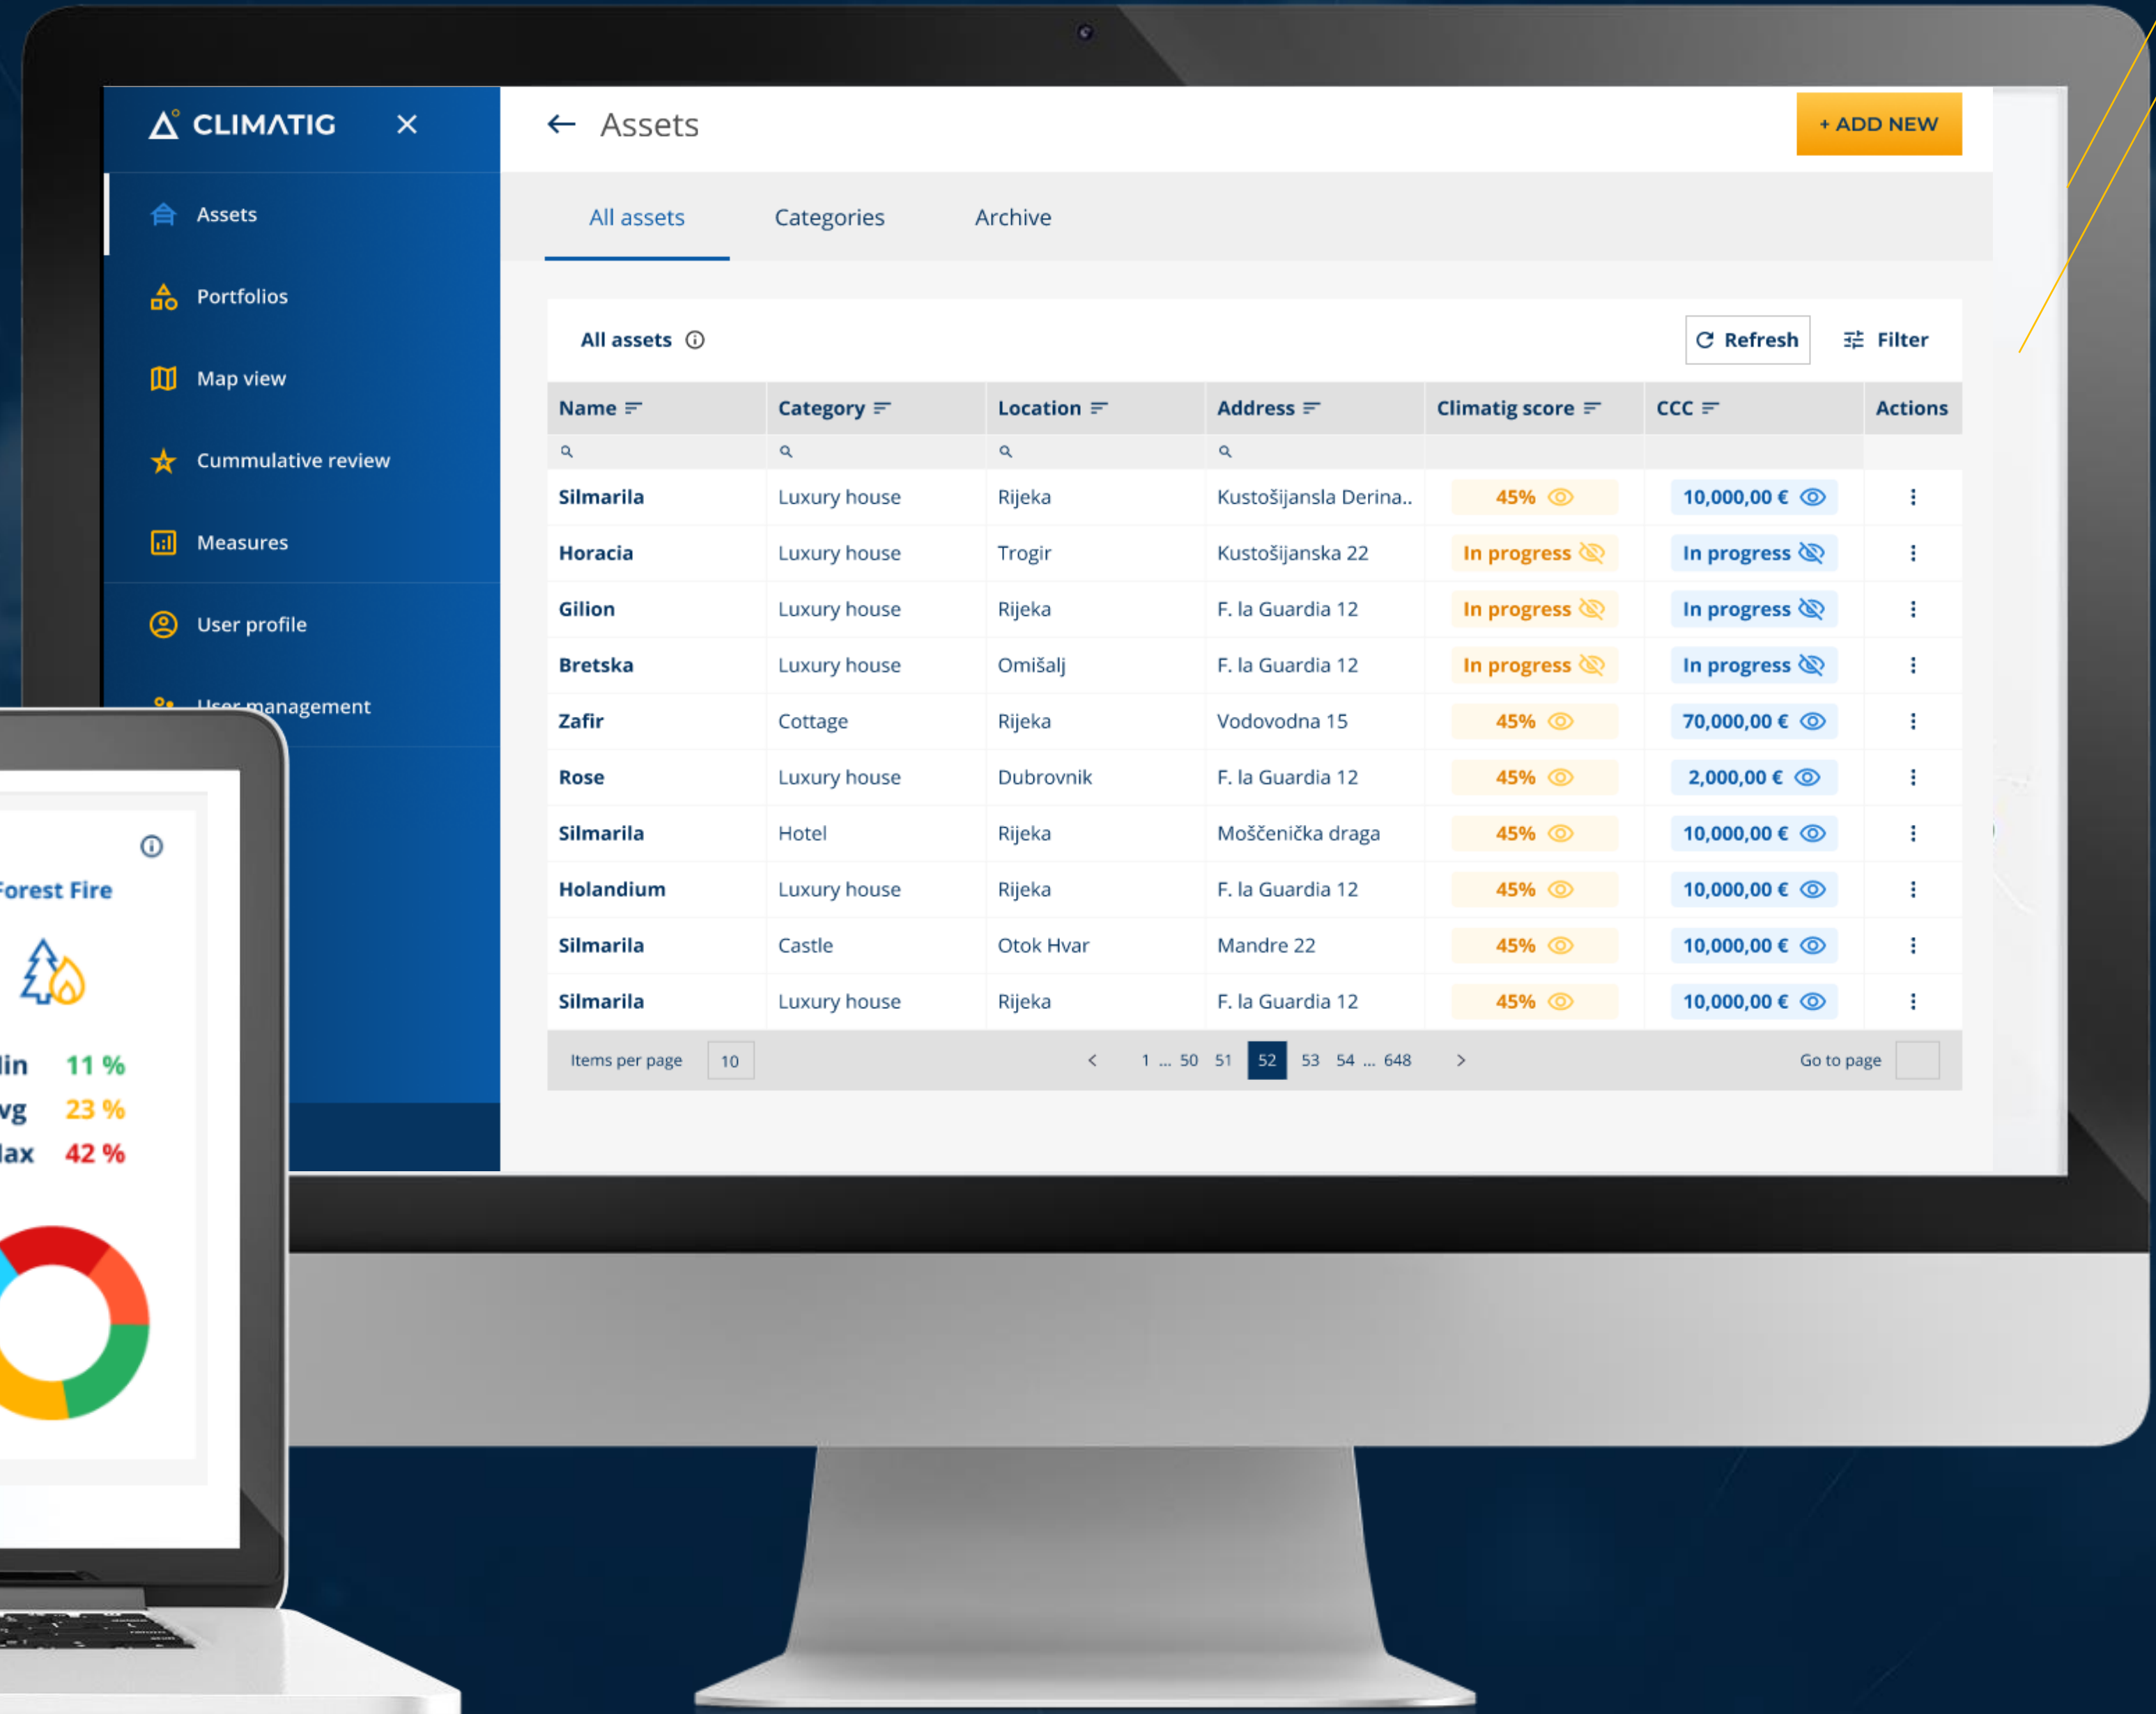 CLIMATIG
Assets
Portfolios
Map view
Cummulative review
Measures
User profile
User management
Assets
+ ADD NEW
All assets Categories Archive
All assets Refresh Filter
Name Category Location Address Climatig score CCC Actions
Silmarila Luxury house Rijeka Kustošijansla Derina.. 45% 10,000,00 €
Horacia Luxury house Trogir Kustošijanska 22 In progress In progress
Gilion Luxury house Rijeka F. la Guardia 12 In progress In progress
Bretska Luxury house Omišalj F. la Guardia 12 In progress In progress
Zafir Cottage Rijeka Vodovodna 15 45% 70,000,00 €
Rose Luxury house Dubrovnik F. la Guardia 12 45% 2,000,00 €
Silmarila Hotel Rijeka Moščenička draga 45% 10,000,00 €
Holandium Luxury house Rijeka F. la Guardia 12 45% 10,000,00 €
Silmarila Castle Otok Hvar Mandre 22 45% 10,000,00 €
Silmarila Luxury house Rijeka F. la Guardia 12 45% 10,000,00 €
Items per page 10 < 1 ... 50 51 52 53 54 ... 648 > Go to page
Forest Fire
11 %
23 %
42 %